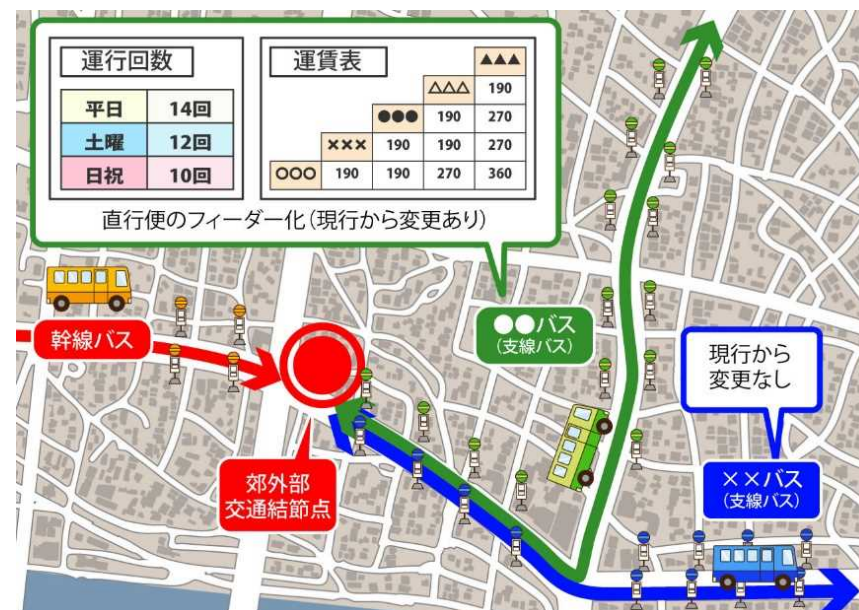 運行回数
平日 14回
土曜 12回
日祝 10回
運賃表
▲▲▲
△△△ 190
●●● 190 270
××× 190 190 270
○○○ 190 190 270 360
直行便のフィーダー化(現行から変更あり)
幹線バス
●●バス
(支線バス)
現行から
変更なし
郊外部
交通結節点
××バス
(支線バス)